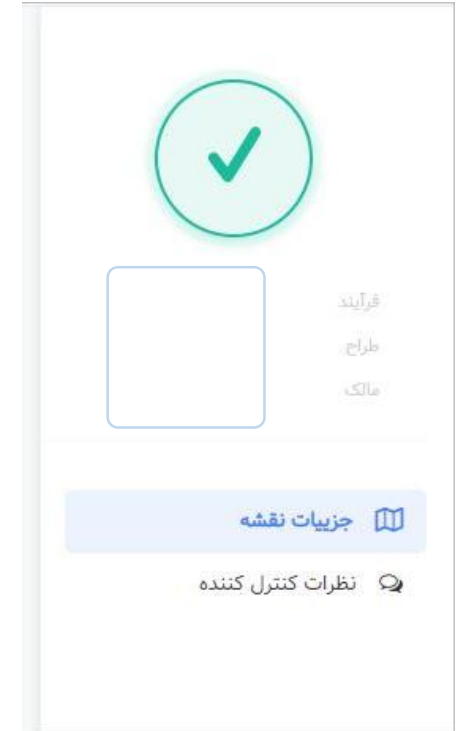 فرآیند
طراح
مالک
جزییات نقشه
نظرات کنترل کننده